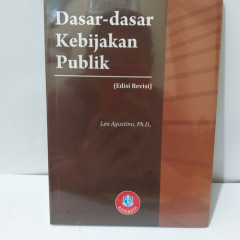 Dasar-dasar
Kebijakan
Publik
(Edisi Revisi)
Leo Agustino, Ph.D.,